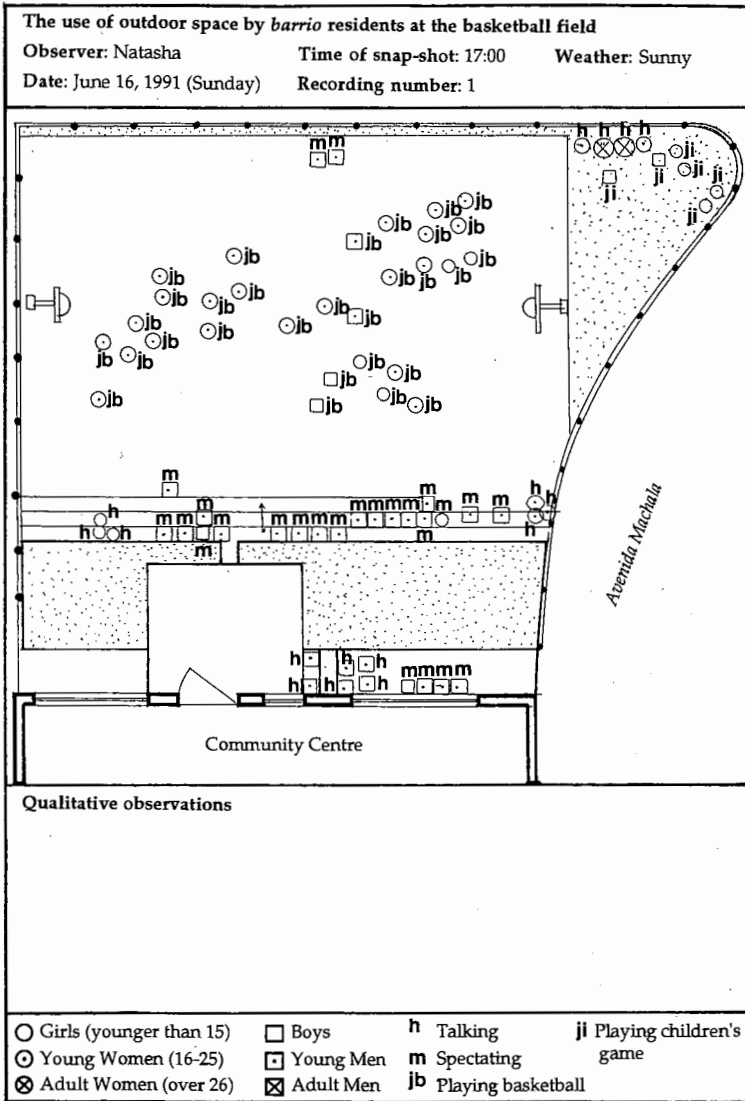 The use of outdoor space by barrio residents at the basketball field
Observer: Natasha Time of snap-shot: 17:00 Weather: Sunny
Date: June 16, 1991 (Sunday) Recording number: 1
h h h h
m m ji
ji ji
ji ji
ji
jb jb
jb jb jb
jb jb
jb jb
jb jb jb jb
jb jb jb
jb jb
jb jb jb
jb jb
jb jb jb
jb jb
jb jb jb jb
m
m h
m m m
h m m m m m h
m m m m m m m
h h m h
m
h h h
m m m m
h h h
Avenida Machala
Community Centre
Qualitative observations
Girls (younger than 15) Boys h Talking ji Playing children's
game
Young Women (16-25) Young Men m Spectating
Adult Women (over 26) Adult Men jb Playing basketball